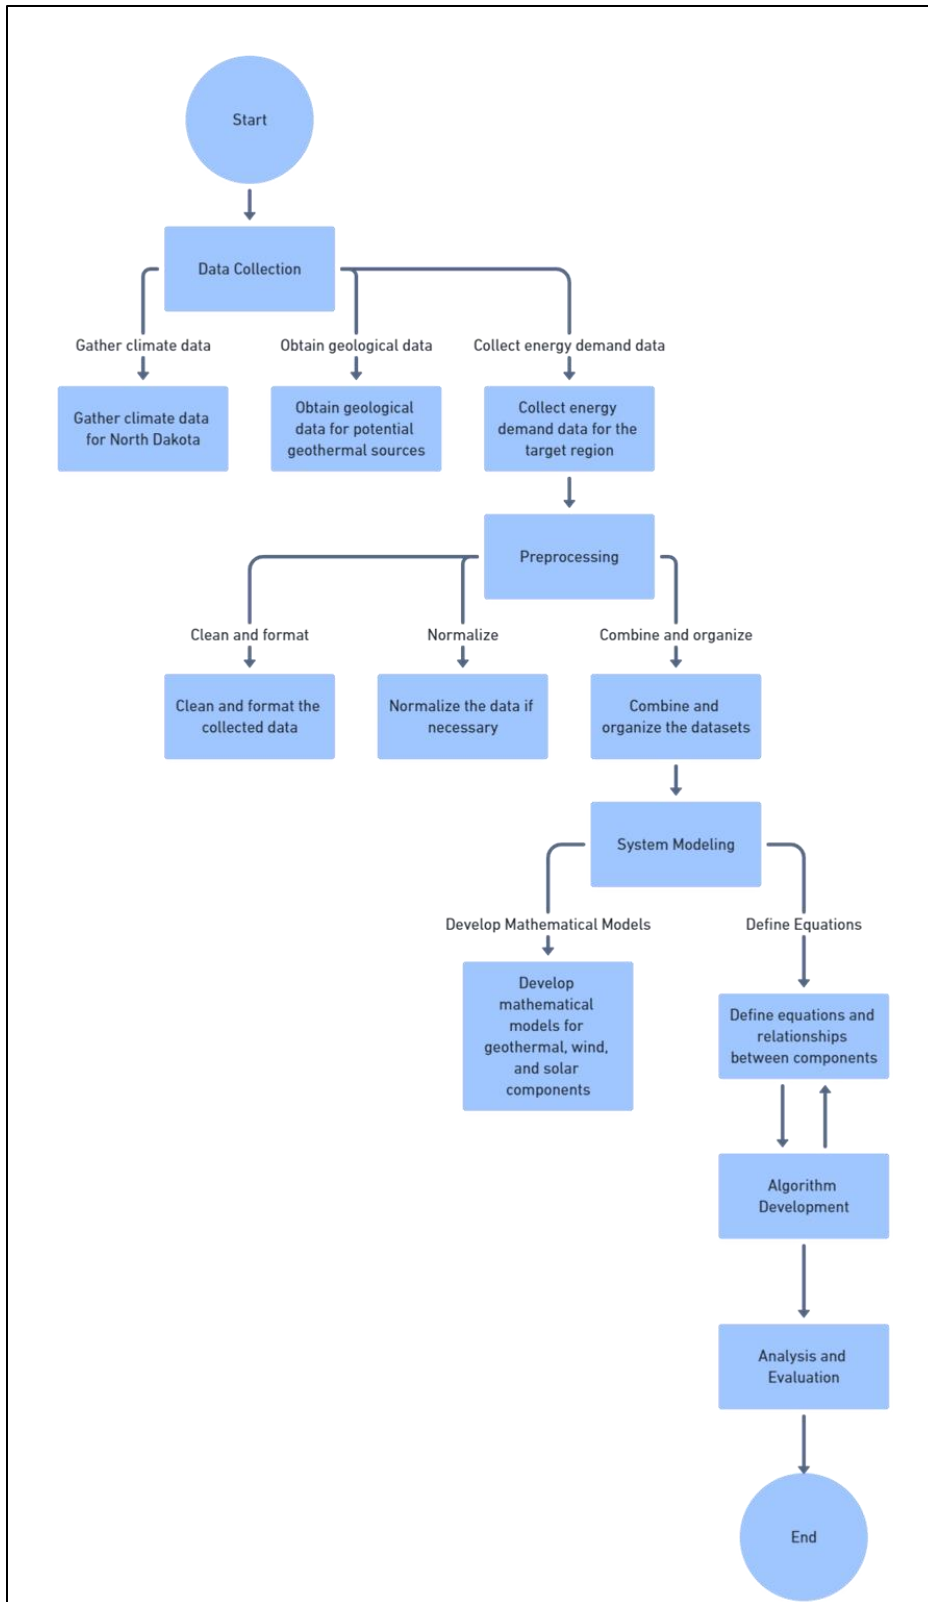 Start
Data Collection
Gather climate data
Obtain geological data
Collect energy demand data
Gather climate data
for North Dakota
Obtain geological
data for potential
geothermal sources
Collect energy
demand data for the
target region
Preprocessing
Clean and format
Normalize
Combine and organize
Clean and format the
collected data
Normalize the data if
necessary
Combine and
organize the datasets
System Modeling
Develop Mathematical Models
Define Equations
Develop
mathematical
models for
geothermal, wind,
and solar
components
Define equations and
relationships
between components
Algorithm
Development
Analysis and
Evaluation
End